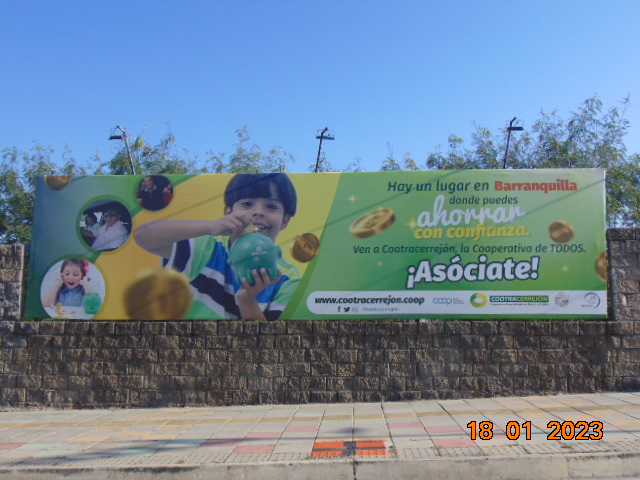 Hay un lugar en Barranquilla
donde puedes
ahorrar
con confianza.
Ven a Cootracerrejón, la Cooperativa de TODOS.
¡Asóciate!
www.cootracerrejon.coop
coop
COOTRACERREJÓN
18 01 2023